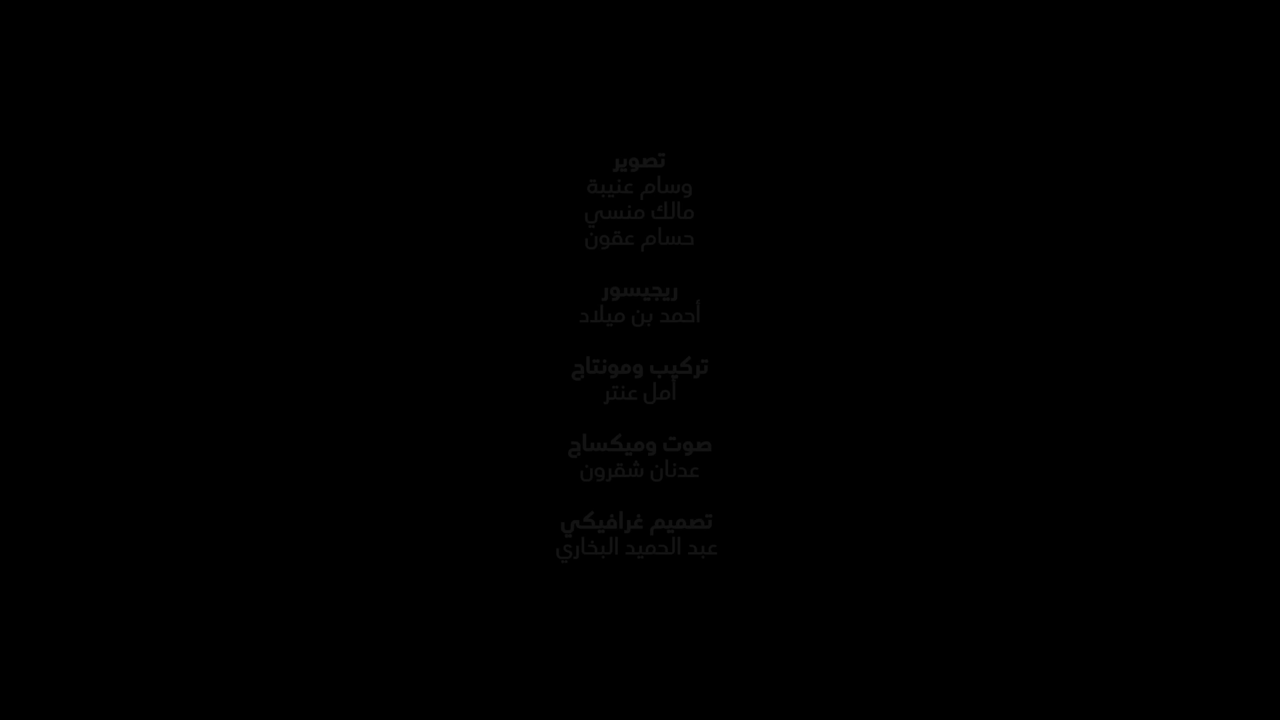 تصوير
وسام عنيبة
مالك منسي
حسام عقون
ريجيسور
أحمد بن ميلاد
تركيب ومونتاج
أمل عنتر
صوت وميكساج
عدنان شقرون
تصميم غرافيكي
عبد الحميد البخاري